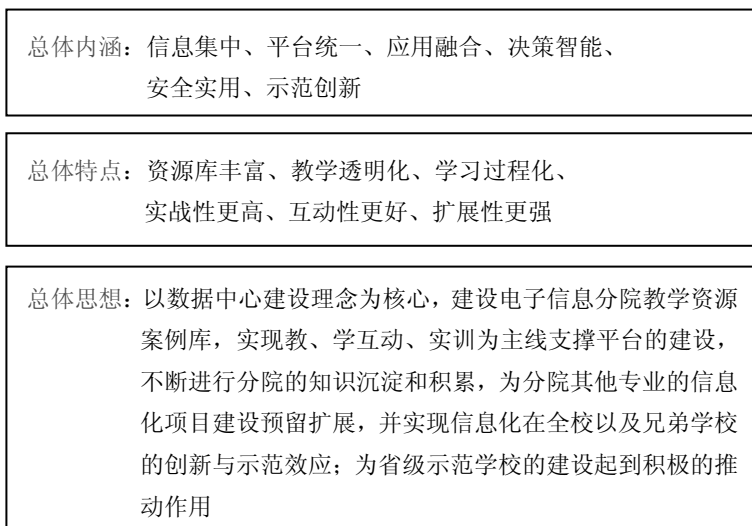 总体内涵：信息集中、平台统一、应用融合、决策智能、
安全实用、示范创新
总体特点：资源库丰富、教学透明化、学习过程化、
实战性更高、互动性更好、扩展性更强
总体思想：以数据中心建设理念为核心，建设电子信息分院教学资源
案例库，实现教、学互动、实训为主线支撑平台的建设，
不断进行分院的知识沉淀和积累，为分院其他专业的信息
化项目建设预留扩展，并实现信息化在全校以及兄弟学校
的创新与示范效应；为省级示范学校的建设起到积极的推
动作用